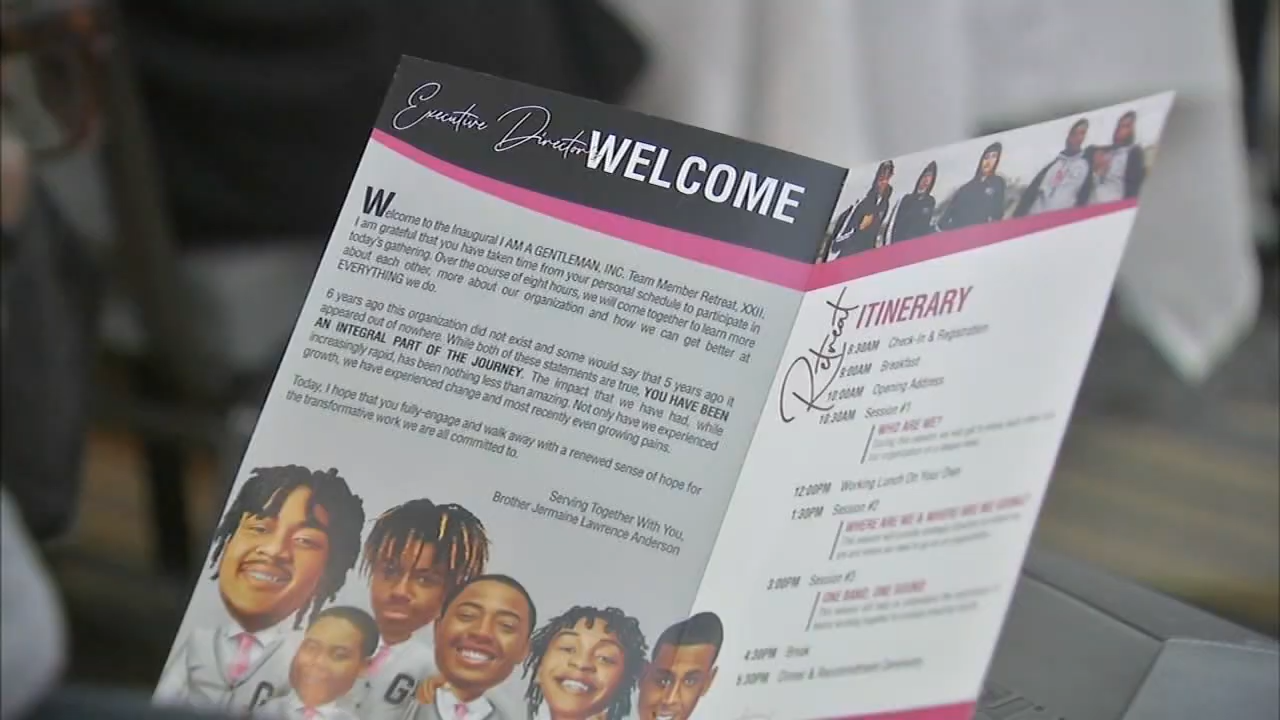 Executive Director's
WELCOME
Welcome to the Inaugural I AM A GENTLEMAN, INC. Team Member Retreat, XXII.
I am grateful that you have taken time from your personal schedule to participate in
today's gathering. Over the course of eight hours, we will come together to learn more
about each other, more about our organization and how we can get better at
EVERYTHING we do.
6 years ago this organization did not exist and some would say that 5 years ago it
appeared out of nowhere. While both of these statements are true, YOU HAVE BEEN
AN INTEGRAL PART OF THE JOURNEY. The impact that we have had, while
increasingly rapid, has been nothing less than amazing. Not only have we experienced
growth, we have experienced change and most recently even growing pains.
Today, I hope that you fully-engage and walk away with a renewed sense of hope for
the transformative work we are all committed to.
Serving Together With You,
Brother Jermaine Lawrence Anderson
G
G
Retreat
ITINERARY
8:30AM Check-In & Registration
9:00AM Breakfast
10:00AM Opening Address
10:30AM Session #1
WHO ARE WE?
12:00PM Working Lunch On Your Own
1:30PM Session #2
WHERE ARE WE & WHERE ARE WE GOING?
3:00PM Session #3
ONE BAND, ONE SOUND
4:30PM Break
5:30PM Dinner &